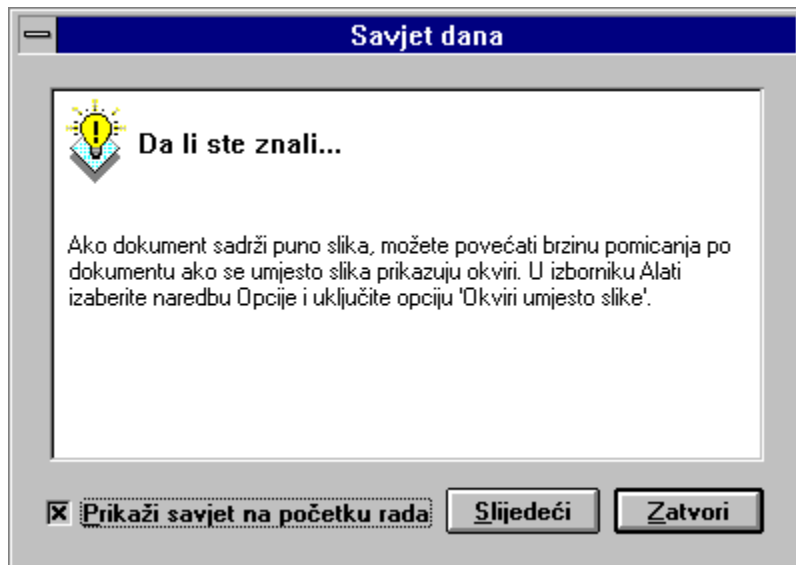 Savjet dana
Da li ste znali...
Ako dokument sadrži puno slika, možete povećati brzinu pomicanja po
dokumentu ako se umjesto slika prikazuju okviri. U izborniku Alati
izaberite naredbu Opcije i uključite opciju 'Okviri umjesto slike'.
Prikaži savjet na početku rada
Slijedeći
Zatvori